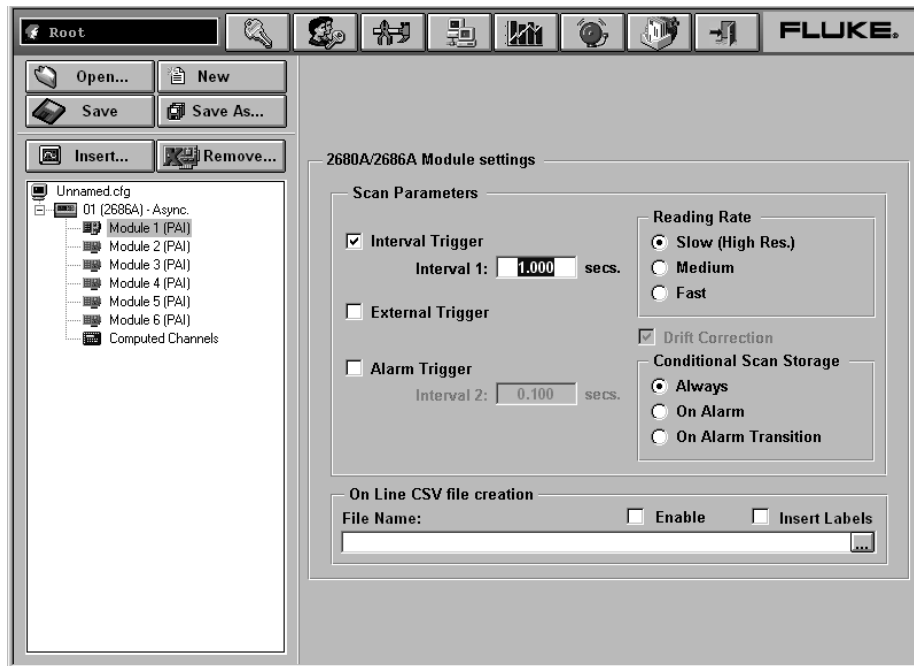 Root
FLUKE®
Open...
New
Save
Save As...
Insert...
Remove...
Unnamed.cfg
01 (2686A) - Async.
Module 1 (PAI)
Module 2 (PAI)
Module 3 (PAI)
Module 4 (PAI)
Module 5 (PAI)
Module 6 (PAI)
Computed Channels
2680A/2686A Module settings
Scan Parameters
Interval Trigger
Interval 1: 1.000 secs.
External Trigger
Alarm Trigger
Interval 2: 0.100 secs.
Reading Rate
Slow (High Res.)
Medium
Fast
Drift Correction
Conditional Scan Storage
Always
On Alarm
On Alarm Transition
On Line CSV file creation
File Name:
Enable
Insert Labels
...